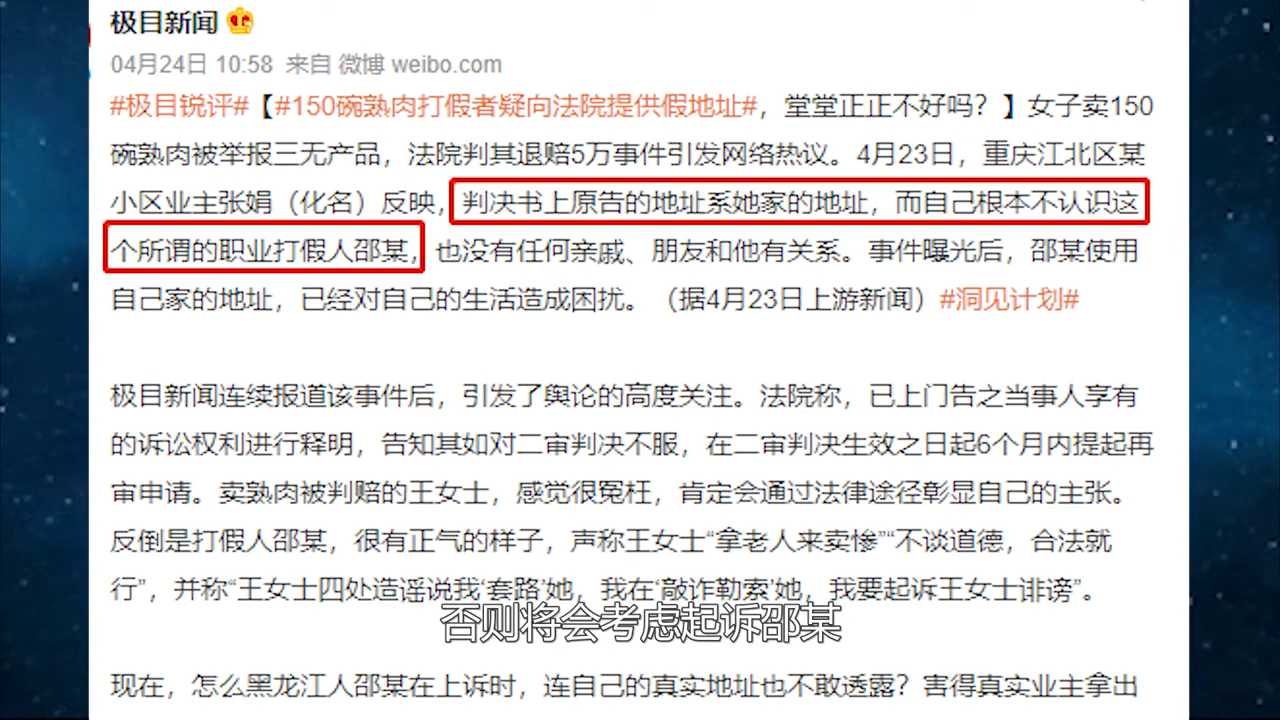 极目新闻
04月24日 10:58 来自 微博 weibo.com
#极目锐评#【#150碗熟肉打假者疑向法院提供假地址#，堂堂正正不好吗？】女子卖150
碗熟肉被举报三无产品，法院判其退赔5万事件引发网络热议。4月23日，重庆江北区某
小区业主张娟（化名）反映，判决书上原告的地址系她家的地址，而自己根本不认识这
个所谓的职业打假人邵某，也没有任何亲戚、朋友和他有关系。事件曝光后，邵某使用
自己家的地址，已经对自己的生活造成困扰。（据4月23日上游新闻）#洞见计划#
极目新闻连续报道该事件后，引发了舆论的高度关注。法院称，已上门告之当事人享有
的诉讼权利进行释明，告知其如对二审判决不服，在二审判决生效之日起6个月内提起再
审申请。卖熟肉被判赔的王女士，感觉很冤枉，肯定会通过法律途径彰显自己的主张。
反倒是打假人邵某，很有正气的样子，声称王女士“拿老人来卖惨”“不谈道德，合法就
行”，并称“王女士四处造谣说我‘套路’她，我在‘敲诈勒索’她，我要起诉王女士诽谤”。
否则将会考虑起诉邵某
现在，怎么黑龙江人邵某在上诉时，连自己的真实地址也不敢透露？害得真实业主拿出